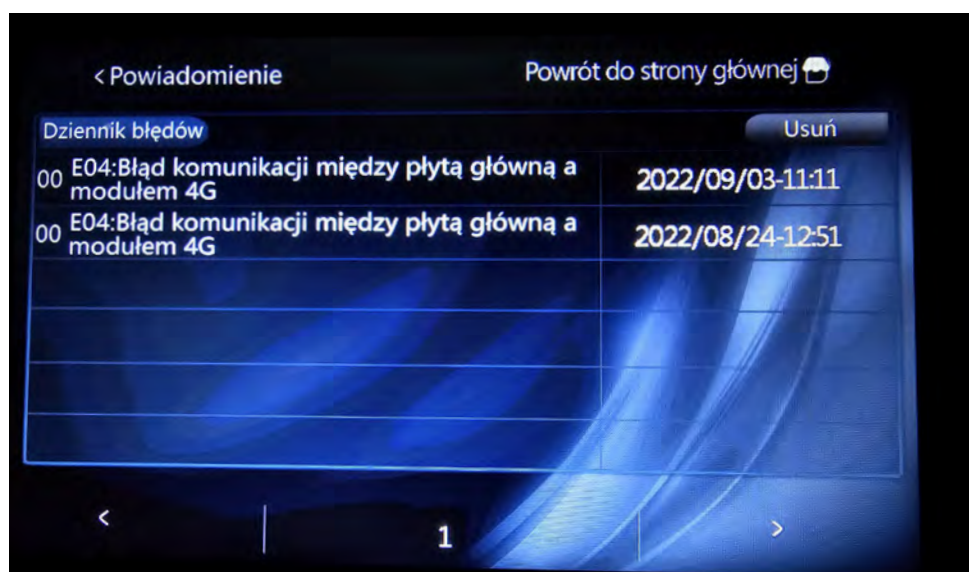 <Powiadomienie
Powrót do strony głównej
Dziennik błędów
Usuń
00 E04:Błąd komunikacji między płytą główną a
modułem 4G
2022/09/03-11:11
00 E04:Błąd komunikacji między płytą główną a
modułem 4G
2022/08/24-12:51
< 1 >